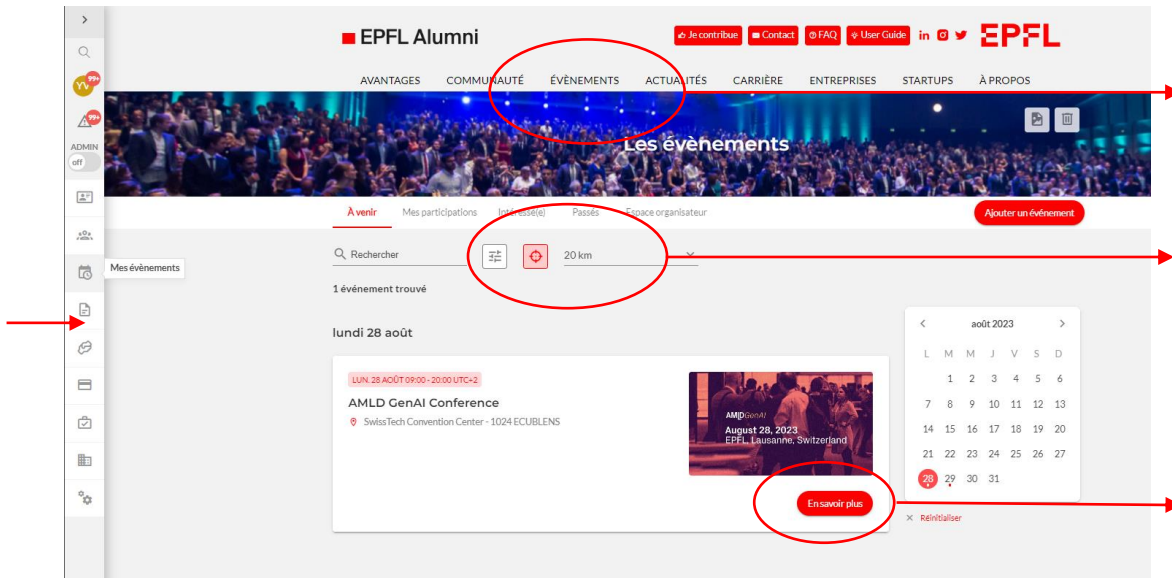 EPFL Alumni
Je contribue
Contact
FAQ
User Guide
in
EPFL
AVANTAGES COMMUNAUTÉ ÉVÈNEMENTS ACTUALITÉS CARRIÈRE ENTREPRISES STARTUPS À PROPOS
99+
99+
ADMIN
off
Mes évènements
Les évènements
À venir Mes participations Intéressé(e) Passés Espace organisateur
Ajouter un événement
Rechercher
20 km
1 événement trouvé
lundi 28 août
LUN. 28 AOÛT 09:00 - 20:00 UTC+2
AMLD GenAI Conference
SwissTech Convention Center - 1024 ECUBLENS
AMLDGenAI
August 28, 2023
EPFL, Lausanne, Switzerland
En savoir plus
< août 2023 >
L M M J V S D
1 2 3 4 5 6
7 8 9 10 11 12 13
14 15 16 17 18 19 20
21 22 23 24 25 26 27
28 29 30 31
× Réinitialiser